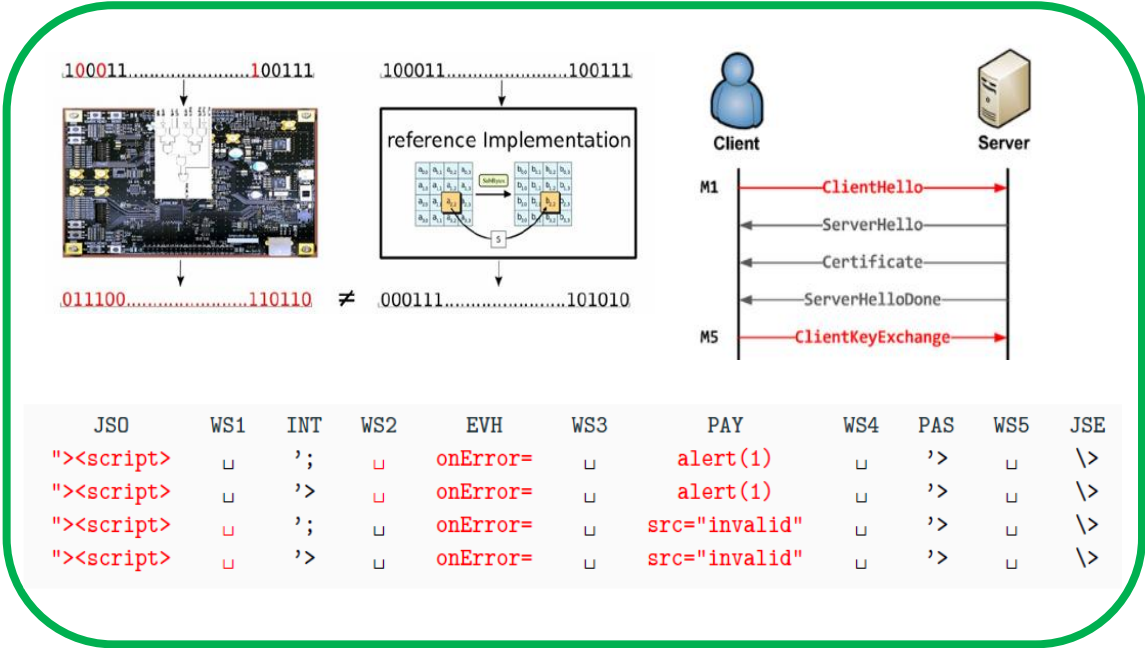 100011..............................100111
100011..............................100111
reference Implementation
SubBytes
S
011100..............................110110 ≠ 000111..............................101010
Client
Server
M1 ClientHello
ServerHello
Certificate
ServerHelloDone
M5 ClientKeyExchange
JSO WS1 INT WS2 EVH WS3 PAY WS4 PAS WS5 JSE
"><script> ␣ ’; ␣ onError= ␣ alert(1) ␣ ’> ␣ \>
"><script> ␣ ’> ␣ onError= ␣ alert(1) ␣ ’> ␣ \>
"><script> ␣ ’; ␣ onError= ␣ src="invalid" ␣ ’> ␣ \>
"><script> ␣ ’> ␣ onError= ␣ src="invalid" ␣ ’> ␣ \>